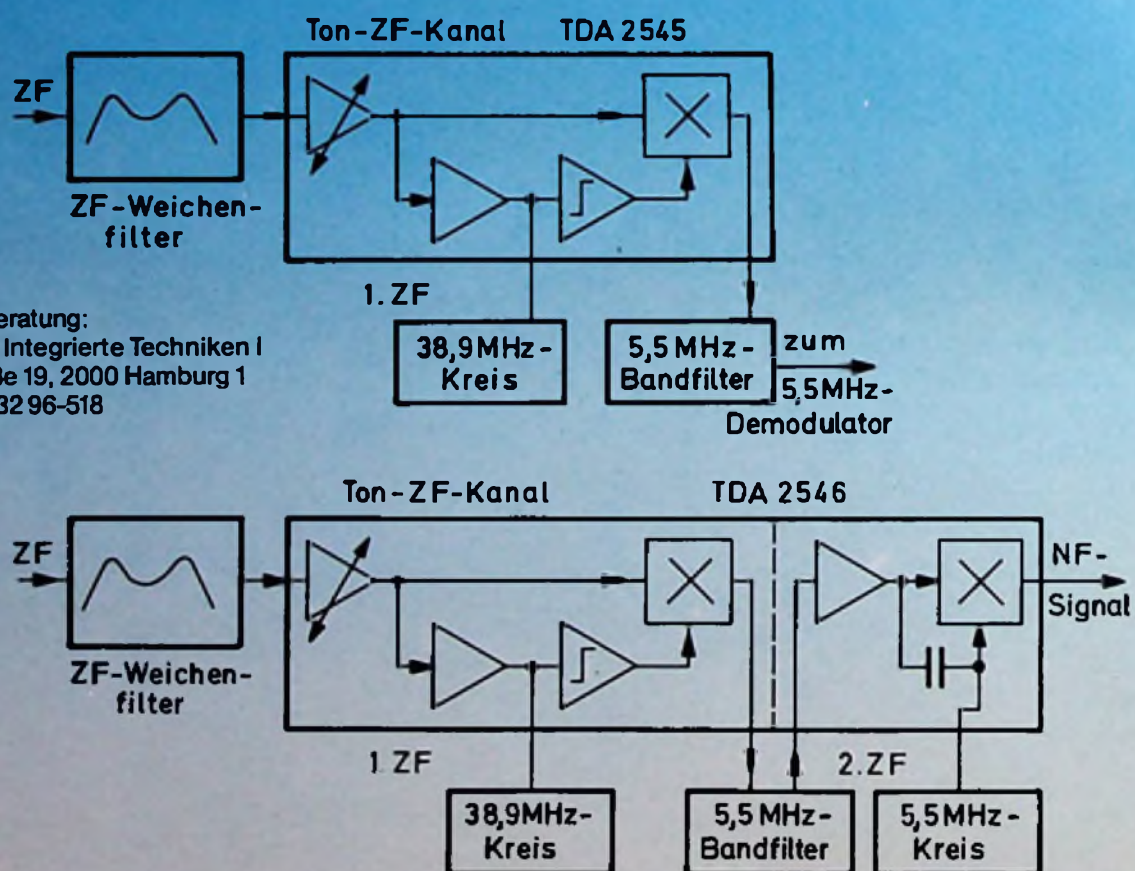 Ton-ZF-Kanal TDA 2545
ZF
ZF-Weichen-
filter
1. ZF
38,9MHz-
Kreis
5,5 MHz-
Bandfilter
zum
5,5MHz-
Demodulator
eratung:
Integrierte Techniken I
e 19, 2000 Hamburg 1
32 96-518
Ton-ZF-Kanal TDA 2546
ZF
ZF-Weichen-
filter
NF-
Signal
1. ZF
2. ZF
38,9MHz-
Kreis
5,5 MHz-
Bandfilter
5,5 MHz-
Kreis